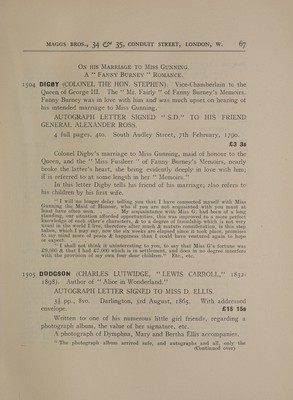 MAGGS BROS., 34 & 35, CONDUIT STREET, LONDON, W. 67
ON HIS MARRIAGE TO MISS GUNNING.
A " FANNY BURNEY " ROMANCE.
1504 DIGBY (COLONEL THE HON. STEPHEN). Vice-Chamberlain to the
Queen of George III. The " Mr. Fairly " of Fanny Burney's Memoirs.
Fanny Burney was in love with him and was much upset on hearing of
his intended marriage to Miss Gunning.
AUTOGRAPH LETTER SIGNED " S.D." TO HIS FRIEND
GENERAL ALEXANDER ROSS.
4 full pages, 4to. South Audley Street, 7th February, 1790.
£3 3s
Colonel Digby's marriage to Miss Gunning, maid of honour to the
Queen, and the " Miss Fuzilier " of Fanny Burney's Memoirs, nearly
broke the latter's heart, she being evidently deeply in love with him;
it is referred to at some length in her " Memoirs."
In this letter Digby tells his friend of his marriage; also refers to
his children by his first wife.
" I will no longer delay telling you that I have connected myself with Miss
Gunning the Maid of Honour, who if you are not acquainted with you must at
least have often seen. . . . My acquaintance with Miss G. had been of a long
standing, our situation afforded opportunities, this was improved to a more perfect
knowledge of each other's character and to a degree of friendship which is not very
usual in the world I live; therefore after much & mature consideration, is this step
taken, which I may say, now the six weeks are elapsed since it took place, promises
to my mind more of peace & happiness than I could have ventured again to hope
or expect.
" I shall not think it uninteresting to you, to say that Miss G's fortune was
£9,000 & that I had £7,000 which is in settlement, and does in no degree interfere
with the provision of my own four dear children." Etc., etc.
1505 DODGSON (CHARLES LUTWIDGE, " LEWIS CARROLL," 1832-
1898). Author of " Alice in Wonderland."
AUTOGRAPH LETTER SIGNED TO MISS D. ELLIS.
3½ pp., 8vo. Darlington, 3rd August, 1865. With addressed
envelope. £15 15s
Written to one of his numerous little girl friends, regarding a
photograph album, the value of her signature, etc.
A photograph of Dymphna, Mary and Bertha Ellis accompanies.
" The photograph album arrived safe, and autographs and all, only the
(Continued over)